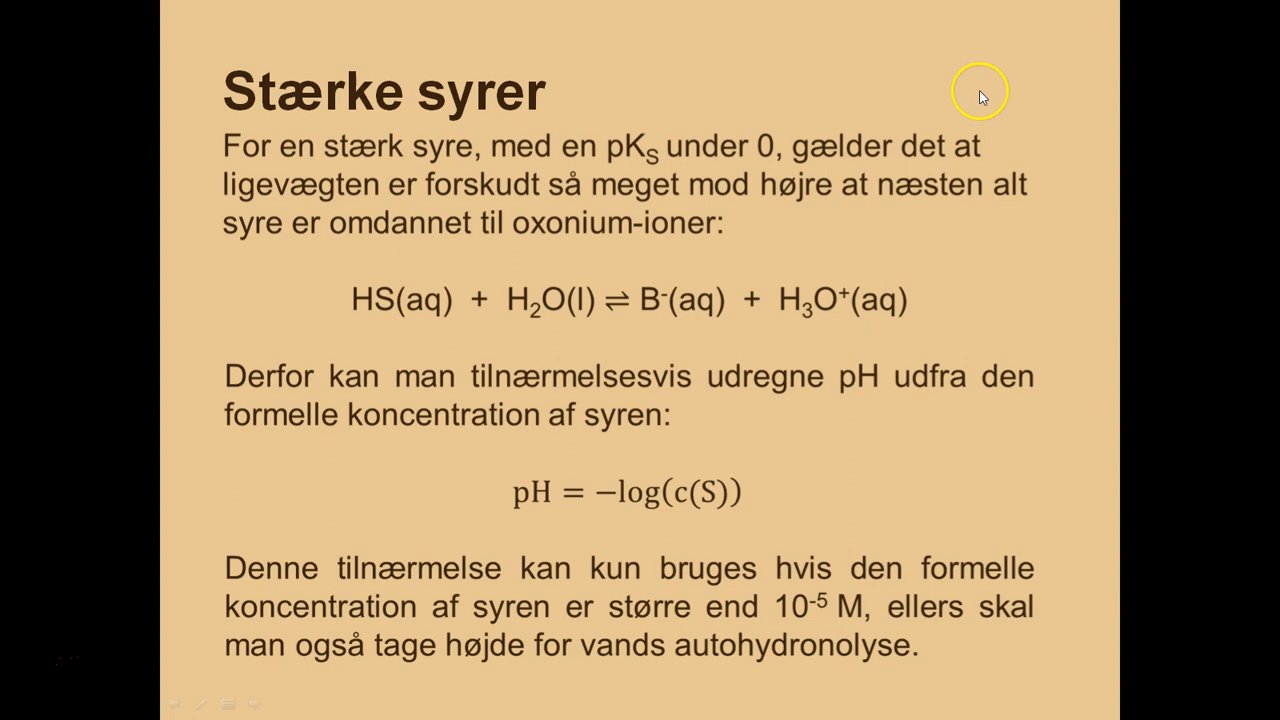 Stærke syrer
For en stærk syre, med en pK_S under 0, gælder det at
ligevægten er forskudt så meget mod højre at næsten alt
syre er omdannet til oxonium-ioner:
HS(aq) + H₂O(l) ⇌ B⁻(aq) + H₃O⁺(aq)
Derfor kan man tilnærmelsesvis udregne pH udfra den
formelle koncentration af syren:
pH = −log(c(S))
Denne tilnærmelse kan kun bruges hvis den formelle
koncentration af syren er større end 10⁻⁵ M, ellers skal
man også tage højde for vands autohydronolyse.